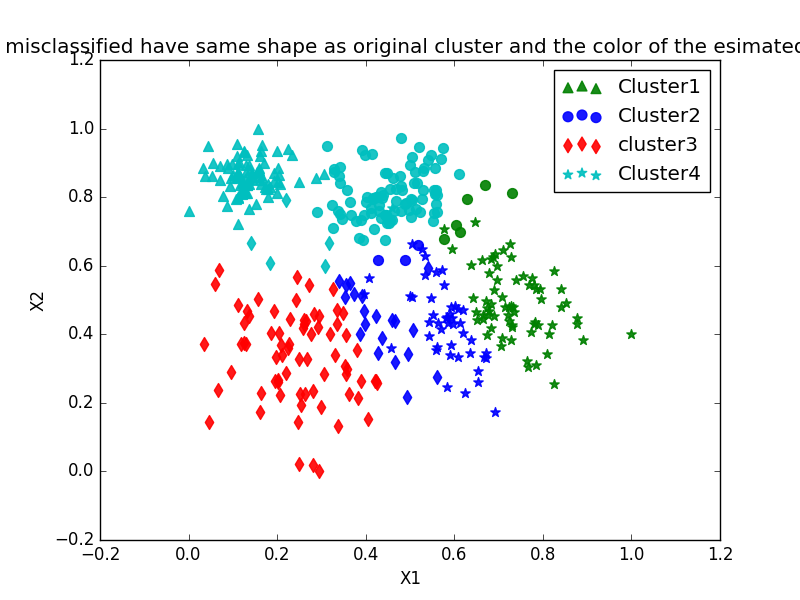 misclassified have same shape as original cluster and the color of the esimated
1.2
1.0
0.8
0.6
0.4
0.2
0.0
−0.2
X2
−0.2 0.0 0.2 0.4 0.6 0.8 1.0 1.2
X1
Cluster1
Cluster2
cluster3
Cluster4